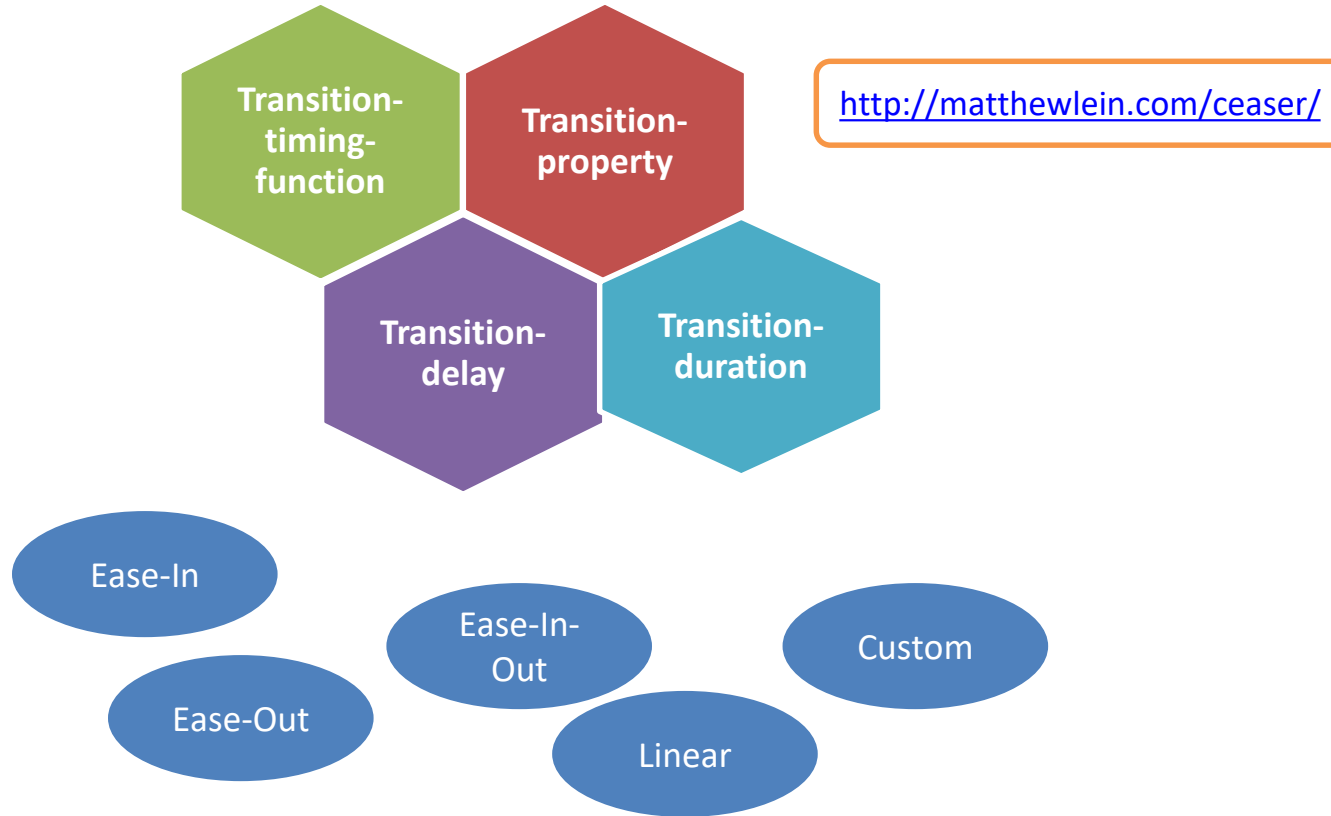 Transition-
timing-
function
Transition-
property
http://matthewlein.com/ceaser/
Transition-
delay
Transition-
duration
Ease-In
Ease-Out
Ease-In-
Out
Linear
Custom